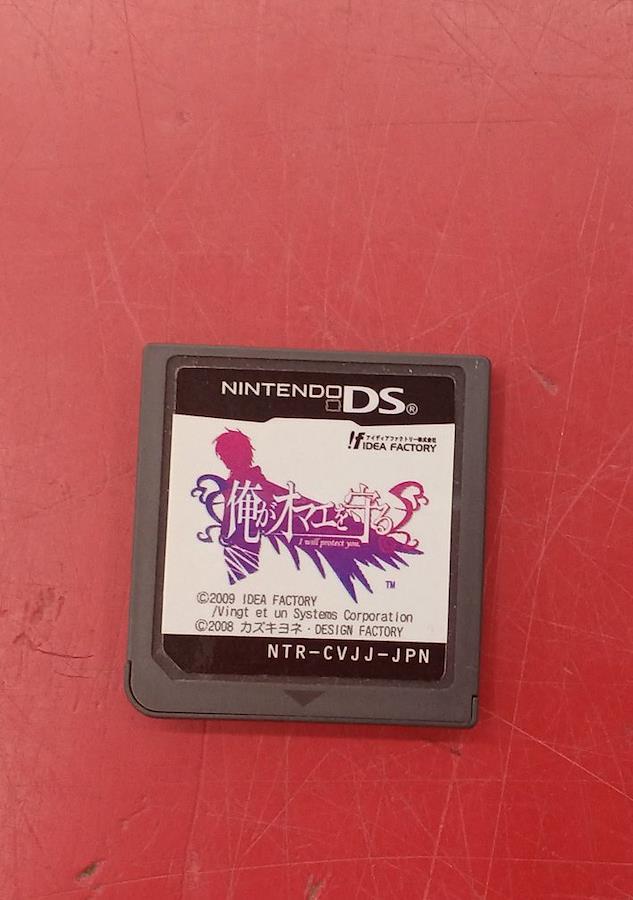 NINTENDO DS®
アイディアファクトリー株式会社
IDEA FACTORY
俺がオマエを守る
I will protect you.
TM
©2009 IDEA FACTORY
/Vingt et un Systems Corporation
©2008 カズキヨネ・DESIGN FACTORY
NTR-CVJJ-JPN